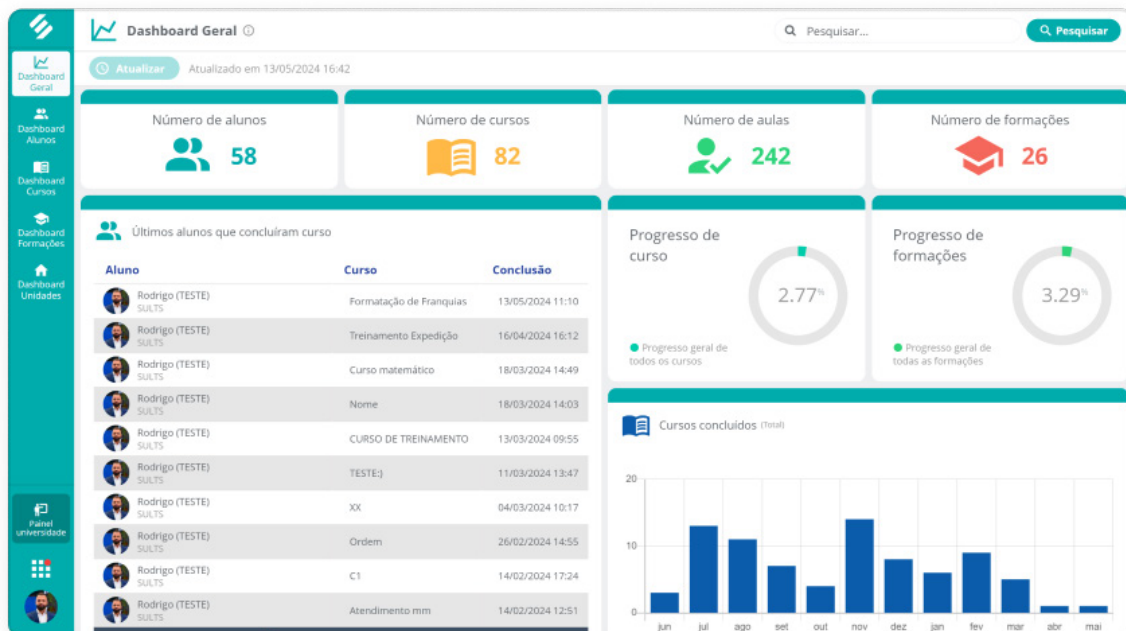 Dashboard Geral
Pesquisar...
Pesquisar
Atualizar
Atualizado em 13/05/2024 16:42
Dashboard
Geral
Dashboard
Alunos
Dashboard
Cursos
Dashboard
Formações
Dashboard
Unidades
Painel
universidade
Número de alunos
58
Número de cursos
82
Número de aulas
242
Número de formações
26
Últimos alunos que concluíram curso
Aluno Curso Conclusão
Rodrigo (TESTE)
SULTS
Formatação de Franquias 13/05/2024 11:10
Rodrigo (TESTE)
SULTS
Treinamento Expedição 16/04/2024 16:12
Rodrigo (TESTE)
SULTS
Curso matemático 18/03/2024 14:49
Rodrigo (TESTE)
SULTS
Nome 18/03/2024 14:03
Rodrigo (TESTE)
SULTS
CURSO DE TREINAMENTO 13/03/2024 09:55
Rodrigo (TESTE)
SULTS
TESTE:) 11/03/2024 13:47
Rodrigo (TESTE)
SULTS
XX 04/03/2024 10:17
Rodrigo (TESTE)
SULTS
Ordem 26/02/2024 14:55
Rodrigo (TESTE)
SULTS
C1 14/02/2024 17:24
Rodrigo (TESTE)
SULTS
Atendimento mm 14/02/2024 12:51
Progresso de
curso
2.77%
Progresso geral de
todos os cursos
Progresso de
formações
3.29%
Progresso geral de
todas as formações
Cursos concluidos (Total)
20
10
0
jun jul ago set out nov dez jan fev mar abr mai